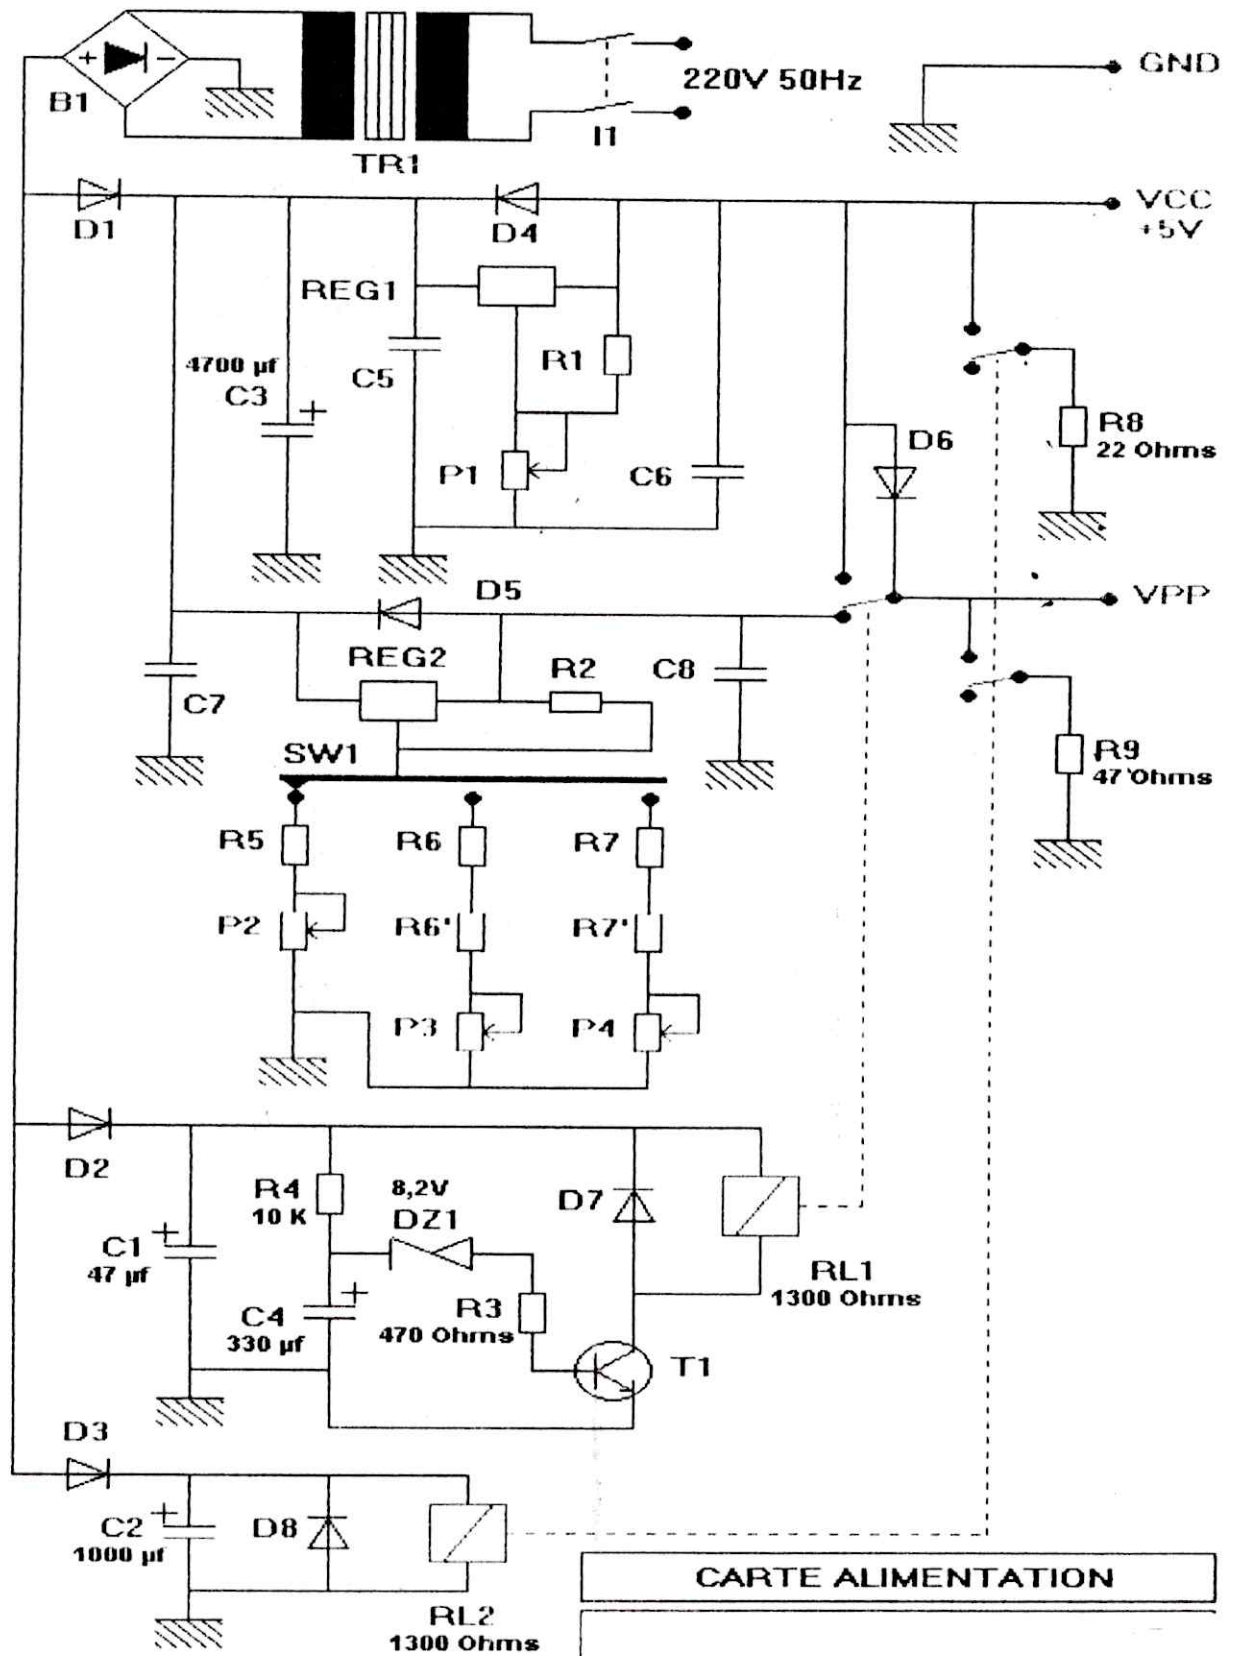 + -
B1
TR1
220V 50Hz
I1
GND
D1
D4
VCC
+5V
REG1
4700 µf
C3
+
C5
R1
P1
C6
D6
R8
22 Ohms
D5
VPP
REG2
R2
C8
C7
SW1
R9
47 Ohms
R5
R6
R7
P2
R6'
R7'
P3
P4
D2
R4
10 K
8,2V
DZ1
D7
+
C1
47 µf
RL1
1300 Ohms
+
C4
330 µf
R3
470 Ohms
T1
D3
+
C2
1000 µf
D8
RL2
1300 Ohms
CARTE ALIMENTATION